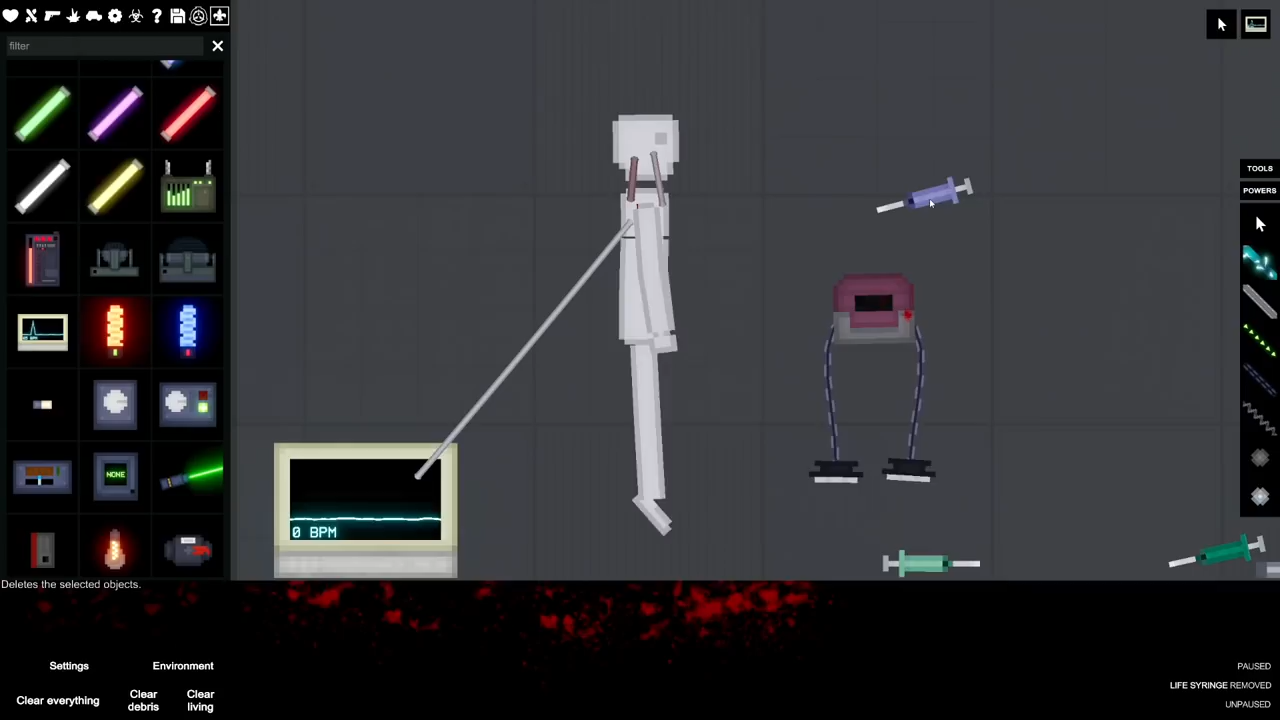 filter
TOOLS
POWERS
NONE
0 BPM
Deletes the selected objects.
Settings
Environment
Clear everything
Clear debris
Clear living
PAUSED
LIFE SYRINGE REMOVED
UNPAUSED